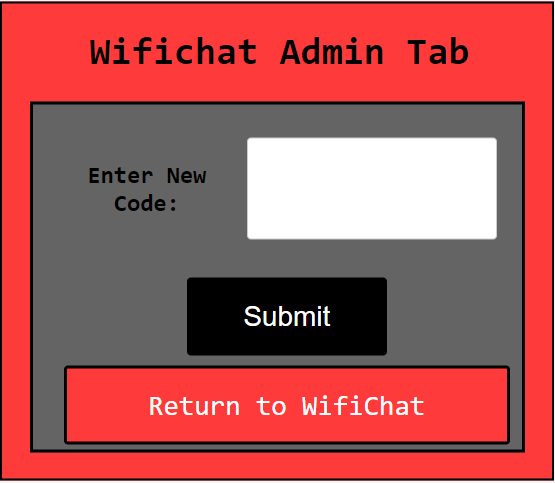 Wifichat Admin Tab
Enter New
Code:
Submit
Return to WifiChat